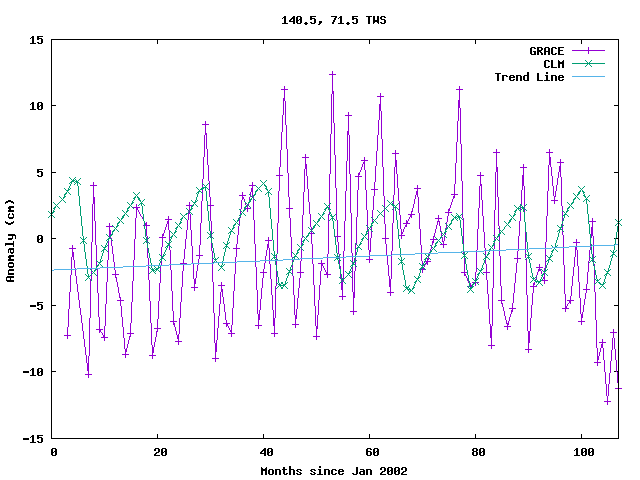 140.5, 71.5 TWS
GRACE
CLM
Trend Line
15
10
5
0
-5
-10
-15
Anomaly (cm)
0 20 40 60 80 100
Months since Jan 2002